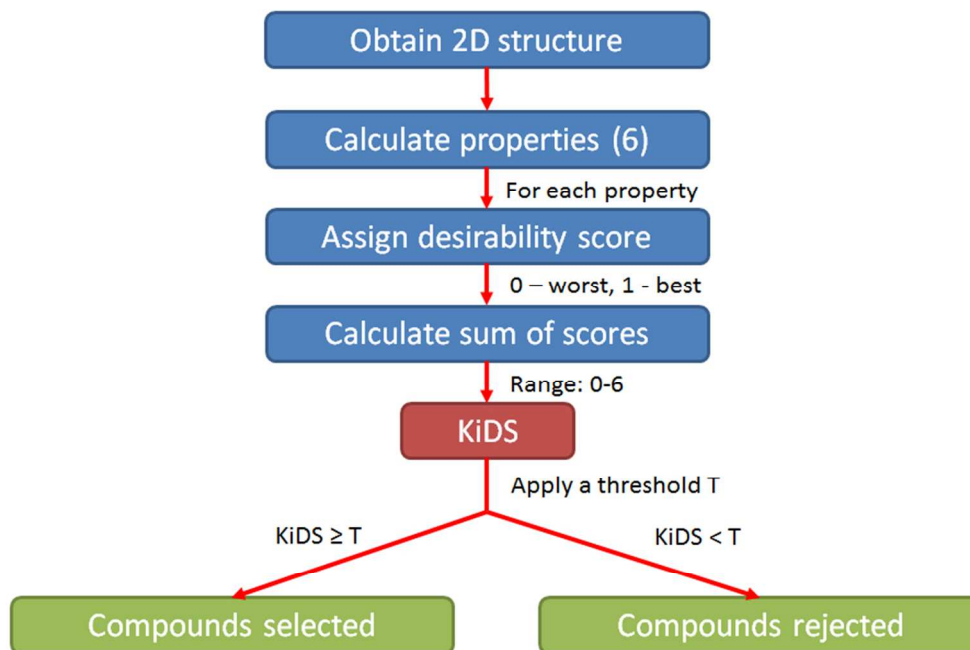 Obtain 2D structure
Calculate properties (6)
For each property
Assign desirability score
0 – worst, 1 - best
Calculate sum of scores
Range: 0-6
KiDS
Apply a threshold T
KiDS ≥ T
KiDS < T
Compounds selected
Compounds rejected